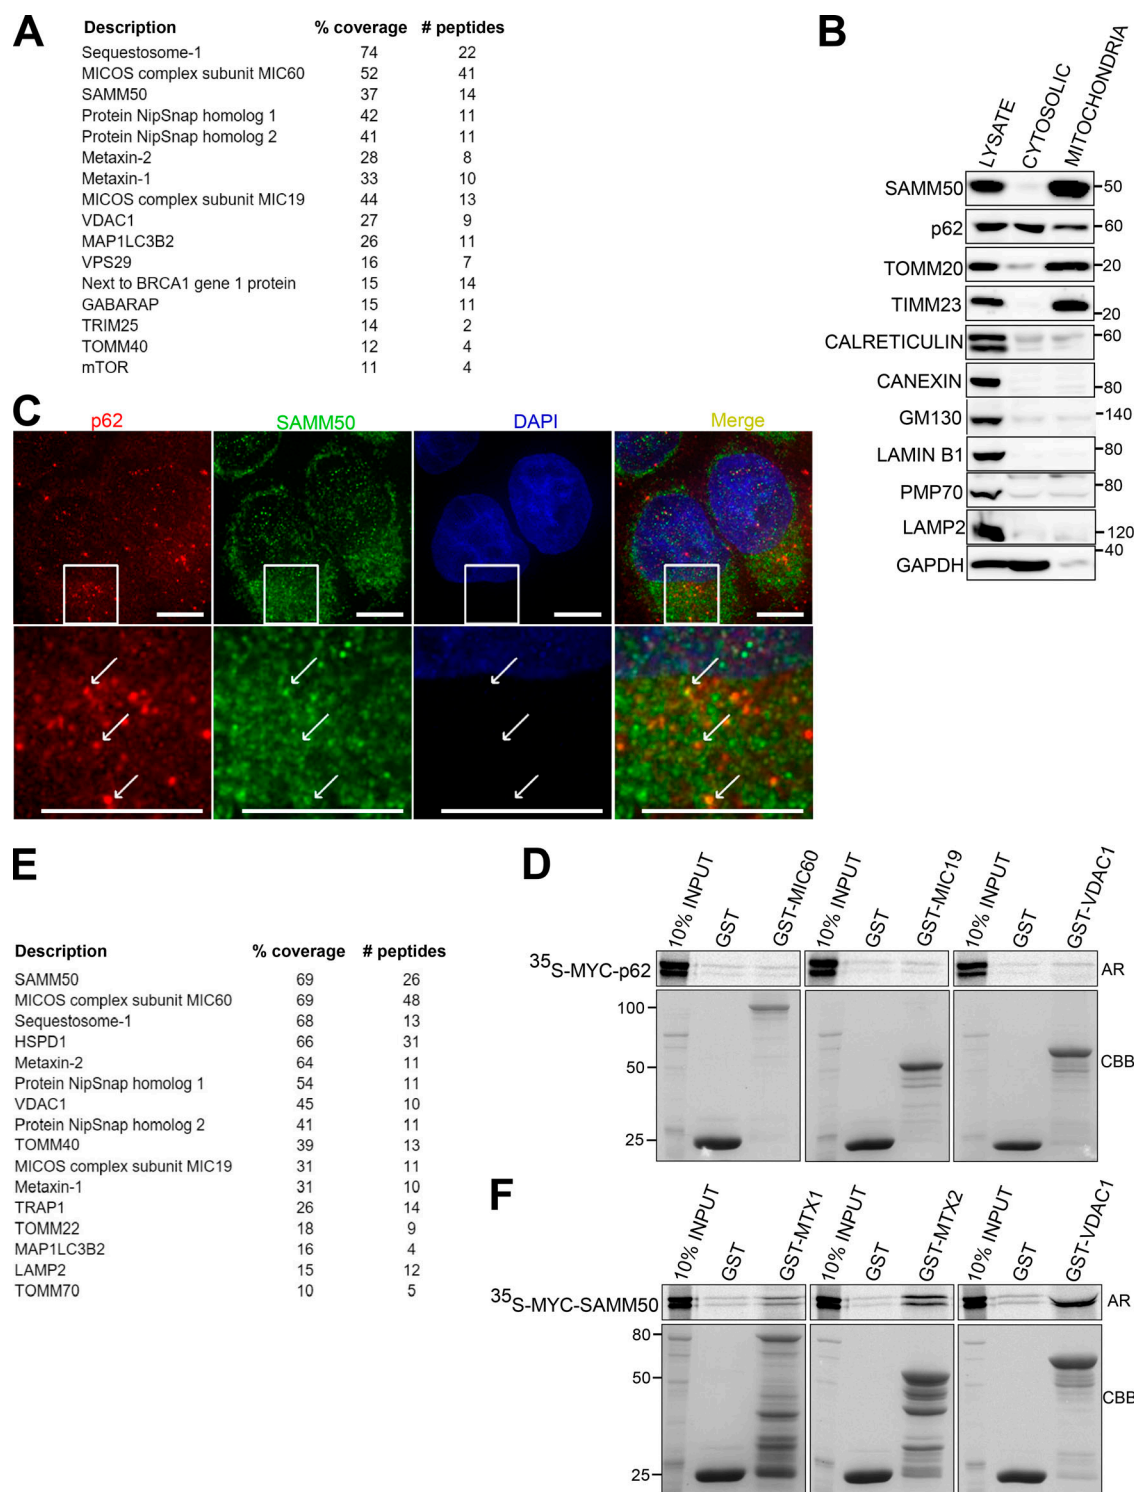 A
Description % coverage # peptides
Sequestosome-1 74 22
MICOS complex subunit MIC60 52 41
SAMM50 37 14
Protein NipSnap homolog 1 42 11
Protein NipSnap homolog 2 41 11
Metaxin-2 28 8
Metaxin-1 33 10
MICOS complex subunit MIC19 44 13
VDAC1 27 9
MAP1LC3B2 26 11
VPS29 16 7
Next to BRCA1 gene 1 protein 15 14
GABARAP 15 11
TRIM25 14 2
TOMM40 12 4
mTOR 11 4
B
LYSATE CYTOSOLIC MITOCHONDRIA
SAMM50 50
p62 60
TOMM20 20
TIMM23 20
CALRETICULIN 60
CANEXIN 80
GM130 140
LAMIN B1 80
PMP70 80
LAMP2 120
GAPDH 40
C
p62 SAMM50 DAPI Merge
D
10% INPUT GST GST-MIC60 10% INPUT GST GST-MIC19 10% INPUT GST GST-VDAC1
35S-MYC-p62 AR
100
50 CBB
25
E
Description % coverage # peptides
SAMM50 69 26
MICOS complex subunit MIC60 69 48
Sequestosome-1 68 13
HSPD1 66 31
Metaxin-2 64 11
Protein NipSnap homolog 1 54 11
VDAC1 45 10
Protein NipSnap homolog 2 41 11
TOMM40 39 13
MICOS complex subunit MIC19 31 11
Metaxin-1 31 10
TRAP1 26 14
TOMM22 18 9
MAP1LC3B2 16 4
LAMP2 15 12
TOMM70 10 5
F
10% INPUT GST GST-MTX1 10% INPUT GST GST-MTX2 10% INPUT GST GST-VDAC1
35S-MYC-SAMM50 AR
80
50 CBB
25